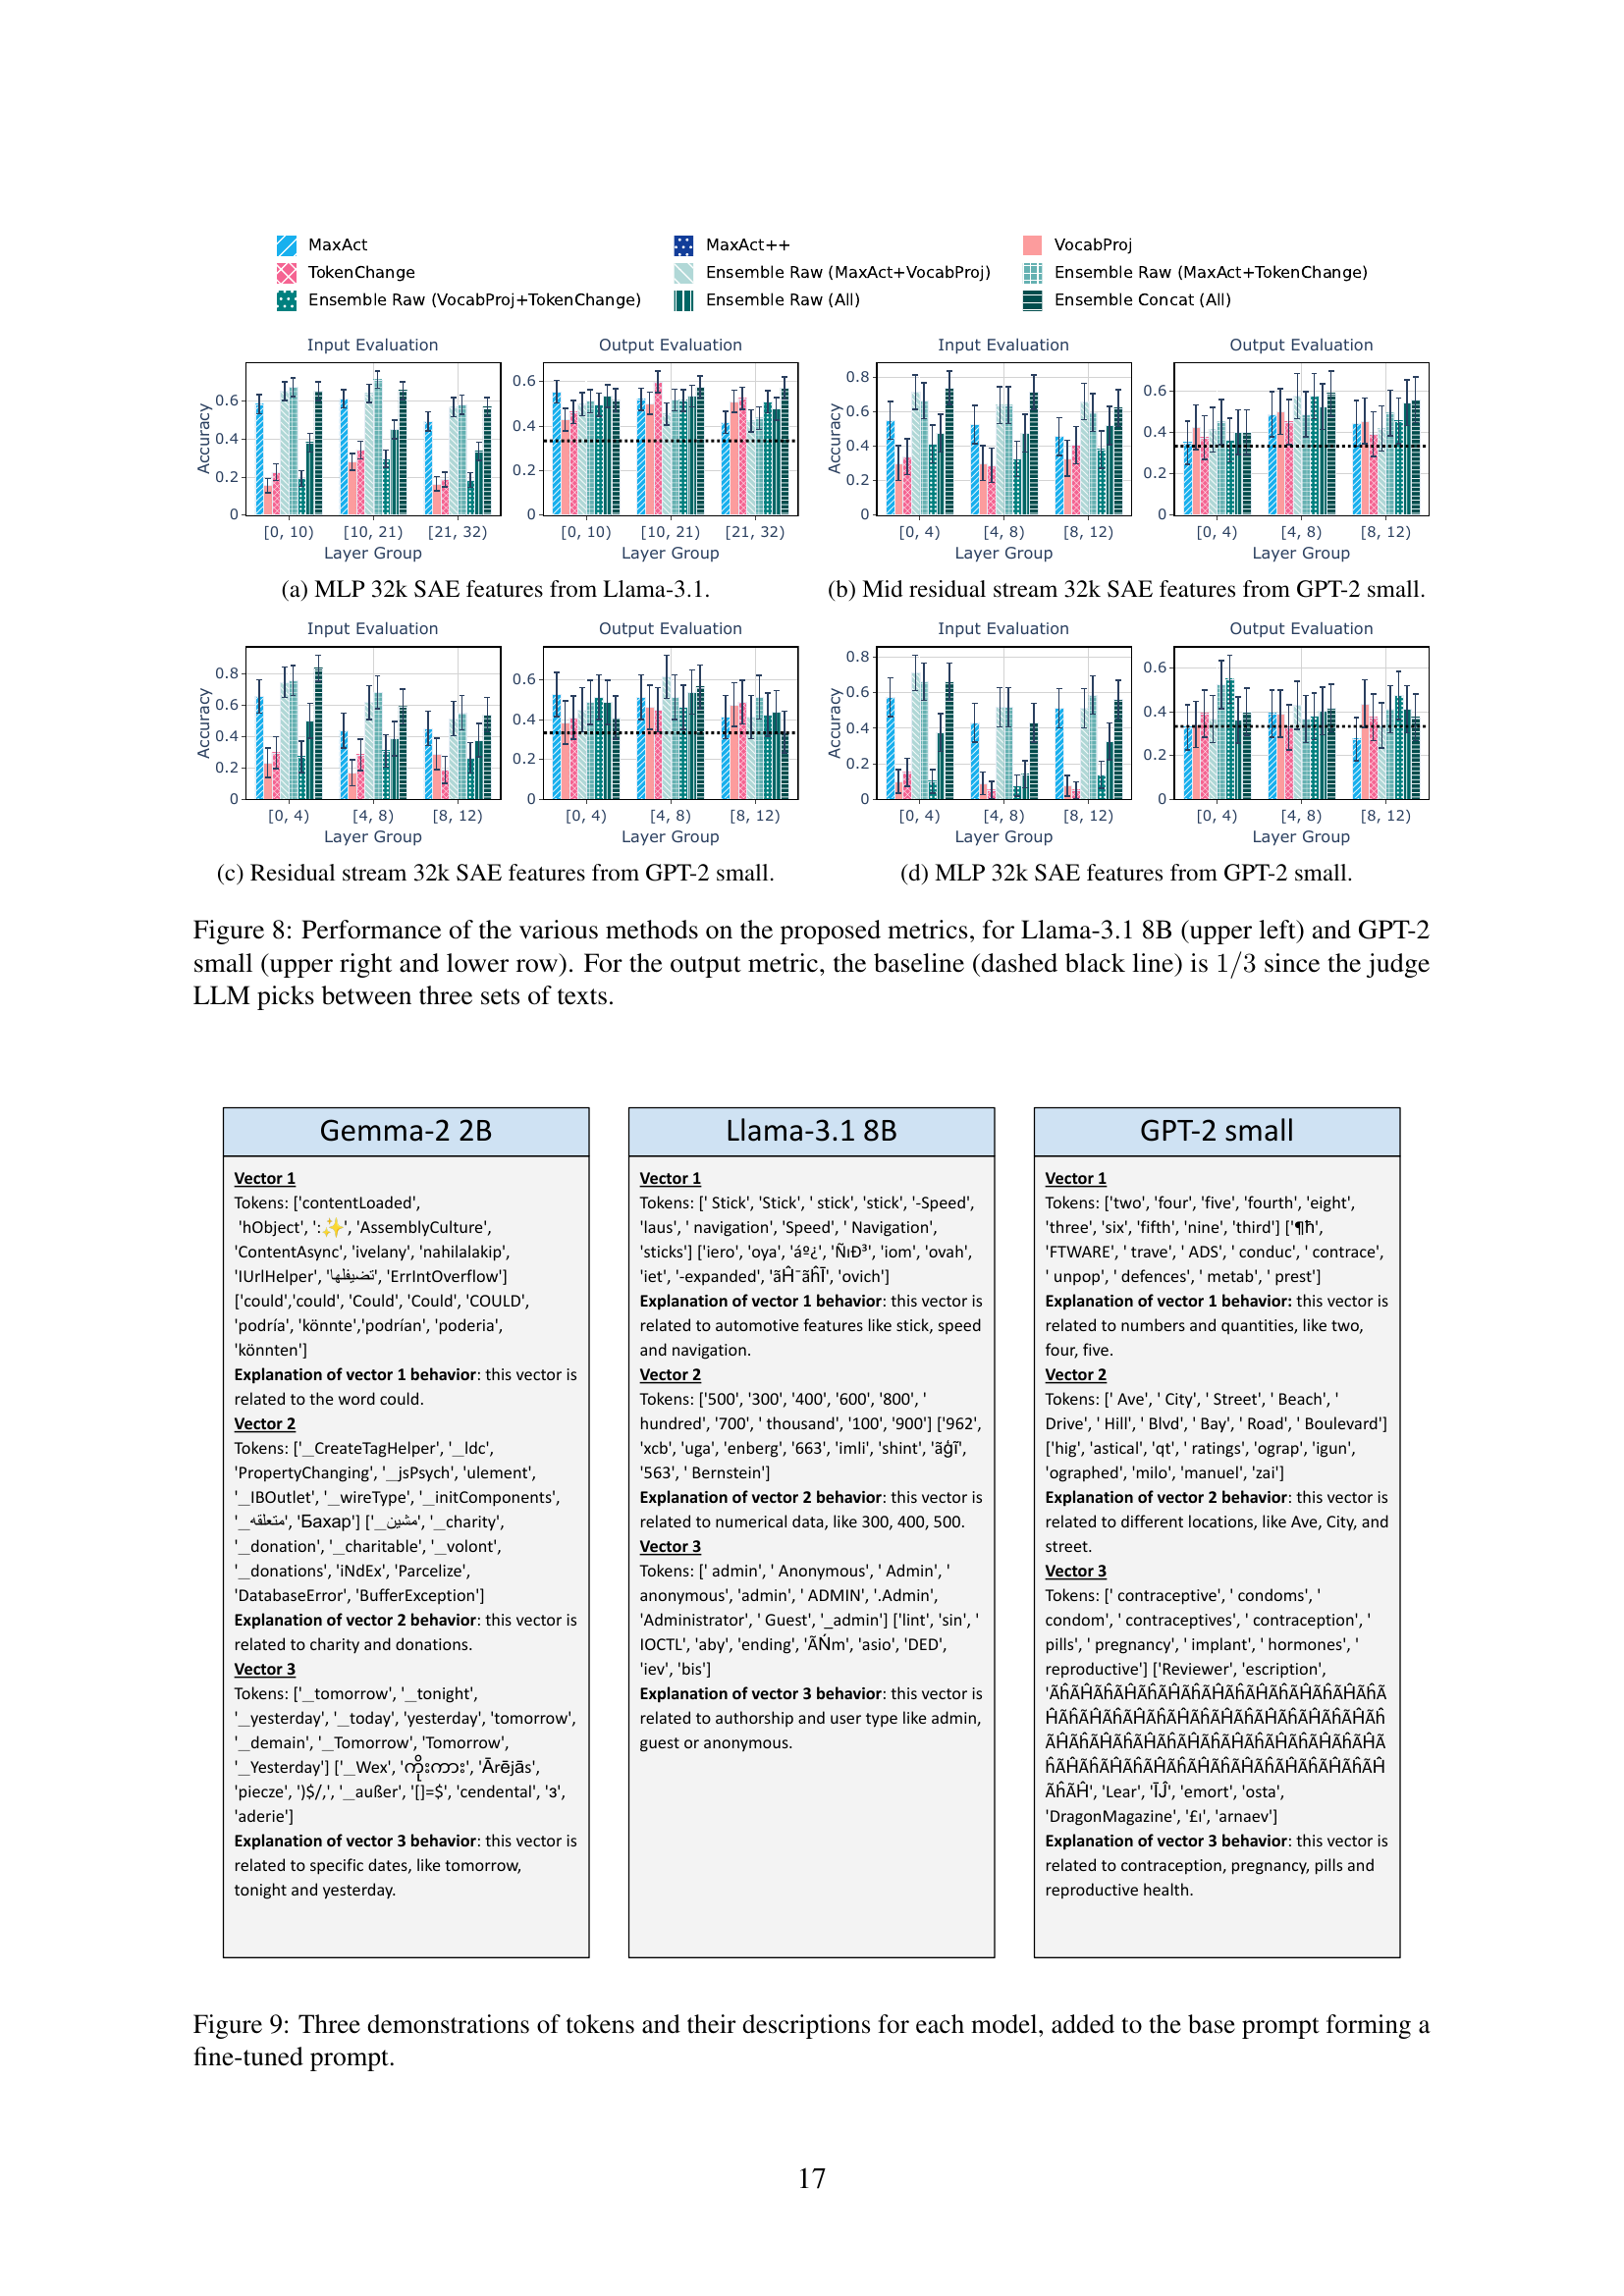 MaxAct
MaxAct++
VocabProj
TokenChange
Ensemble Raw (MaxAct+VocabProj)
Ensemble Raw (MaxAct+TokenChange)
Ensemble Raw (VocabProj+TokenChange)
Ensemble Raw (All)
Ensemble Concat (All)
Input Evaluation
Output Evaluation
Input Evaluation
Output Evaluation
Accuracy
0.6
0.4
0.2
0
[0, 10) [10, 21) [21, 32)
Layer Group
0.6
0.4
0.2
0
[0, 10) [10, 21) [21, 32)
Layer Group
Accuracy
0.8
0.6
0.4
0.2
0
[0, 4) [4, 8) [8, 12)
Layer Group
0.6
0.4
0.2
0
[0, 4) [4, 8) [8, 12)
Layer Group
(a) MLP 32k SAE features from Llama-3.1.
(b) Mid residual stream 32k SAE features from GPT-2 small.
Input Evaluation
Output Evaluation
Input Evaluation
Output Evaluation
Accuracy
0.8
0.6
0.4
0.2
0
[0, 4) [4, 8) [8, 12)
Layer Group
0.6
0.4
0.2
0
[0, 4) [4, 8) [8, 12)
Layer Group
Accuracy
0.8
0.6
0.4
0.2
0
[0, 4) [4, 8) [8, 12)
Layer Group
0.6
0.4
0.2
0
[0, 4) [4, 8) [8, 12)
Layer Group
(c) Residual stream 32k SAE features from GPT-2 small.
(d) MLP 32k SAE features from GPT-2 small.
Figure 8: Performance of the various methods on the proposed metrics, for Llama-3.1 8B (upper left) and GPT-2
small (upper right and lower row). For the output metric, the baseline (dashed black line) is 1/3 since the judge
LLM picks between three sets of texts.
Gemma-2 2B
Vector 1
Tokens: ['contentLoaded',
'hObject', ':✨', 'AssemblyCulture',
'ContentAsync', 'ivelany', 'nahilalakip',
'IUrlHelper', 'تضيفلها', 'ErrIntOverflow']
['could','could', 'Could', 'Could', 'COULD',
'podría', 'könnte','podrían', 'poderia',
'könnten']
Explanation of vector 1 behavior: this vector is
related to the word could.
Vector 2
Tokens: ['_CreateTagHelper', '_ldc',
'PropertyChanging', '_jsPsych', 'ulement',
'_IBOutlet', '_wireType', '_initComponents',
'_متعلقه', 'Бахар'] ['_مشين', '_charity',
'_donation', '_charitable', '_volont',
'_donations', 'iNdEx', 'Parcelize',
'DatabaseError', 'BufferException']
Explanation of vector 2 behavior: this vector is
related to charity and donations.
Vector 3
Tokens: ['_tomorrow', '_tonight',
'_yesterday', '_today', 'yesterday', 'tomorrow',
'_demain', '_Tomorrow', 'Tomorrow',
'_Yesterday'] ['_Wex', 'ကိုးကား', 'Ārējās',
'piecze', ')$/,', '_außer', '[]=$', 'cendental', 'з',
'aderie']
Explanation of vector 3 behavior: this vector is
related to specific dates, like tomorrow,
tonight and yesterday.
Llama-3.1 8B
Vector 1
Tokens: [' Stick', 'Stick', ' stick', 'stick', '-Speed',
'laus', ' navigation', 'Speed', ' Navigation',
'sticks'] ['iero', 'oya', 'áº¿', 'ÑıÐ³', 'iom', 'ovah',
'iet', '-expanded', 'ãĤ¯ãĥĪ', 'ovich']
Explanation of vector 1 behavior: this vector is
related to automotive features like stick, speed
and navigation.
Vector 2
Tokens: ['500', '300', '400', '600', '800', '
hundred', '700', ' thousand', '100', '900'] ['962',
'xcb', 'uga', 'enberg', '663', 'imli', 'shint', 'ãģĪ',
'563', ' Bernstein']
Explanation of vector 2 behavior: this vector is
related to numerical data, like 300, 400, 500.
Vector 3
Tokens: [' admin', ' Anonymous', ' Admin', '
anonymous', 'admin', ' ADMIN', '.Admin',
'Administrator', ' Guest', '_admin'] ['lint', 'sin', '
IOCTL', 'aby', 'ending', 'ÃŃm', 'asio', 'DED',
'iev', 'bis']
Explanation of vector 3 behavior: this vector is
related to authorship and user type like admin,
guest or anonymous.
GPT-2 small
Vector 1
Tokens: ['two', 'four', 'five', 'fourth', 'eight',
'three', 'six', 'fifth', 'nine', 'third'] ['¶ħ',
'FTWARE', ' trave', ' ADS', ' conduc', ' contrace',
' unpop', ' defences', ' metab', ' prest']
Explanation of vector 1 behavior: this vector is
related to numbers and quantities, like two,
four, five.
Vector 2
Tokens: [' Ave', ' City', ' Street', ' Beach', '
Drive', ' Hill', ' Blvd', ' Bay', ' Road', ' Boulevard']
['hig', 'astical', 'qt', ' ratings', 'ograp', 'igun',
'ographed', 'milo', 'manuel', 'zai']
Explanation of vector 2 behavior: this vector is
related to different locations, like Ave, City, and
street.
Vector 3
Tokens: [' contraceptive', ' condoms', '
condom', ' contraceptives', ' contraception', '
pills', ' pregnancy', ' implant', ' hormones', '
reproductive'] ['Reviewer', 'escription',
'ÃĥÃĤÃĥÃĤÃĥÃĤÃĥÃĤÃĥÃĤÃĥÃĤÃĥÃĤÃĥÃ
ĤÃĥÃĤÃĥÃĤÃĥÃĤÃĥÃĤÃĥÃĤÃĥÃĤÃĥÃĤÃĥ
ÃĤÃĥÃĤÃĥÃĤÃĥÃĤÃĥÃĤÃĥÃĤÃĥÃĤÃĥÃĤÃ
ĥÃĤÃĥÃĤÃĥÃĤÃĥÃĤÃĥÃĤÃĥÃĤÃĥÃĤÃĥÃĤ
ÃĥÃĤ', 'Lear', 'ĪĴ', 'emort', 'osta',
'DragonMagazine', '£ı', 'arnaev']
Explanation of vector 3 behavior: this vector is
related to contraception, pregnancy, pills and
reproductive health.
Figure 9: Three demonstrations of tokens and their descriptions for each model, added to the base prompt forming a
fine-tuned prompt.
17